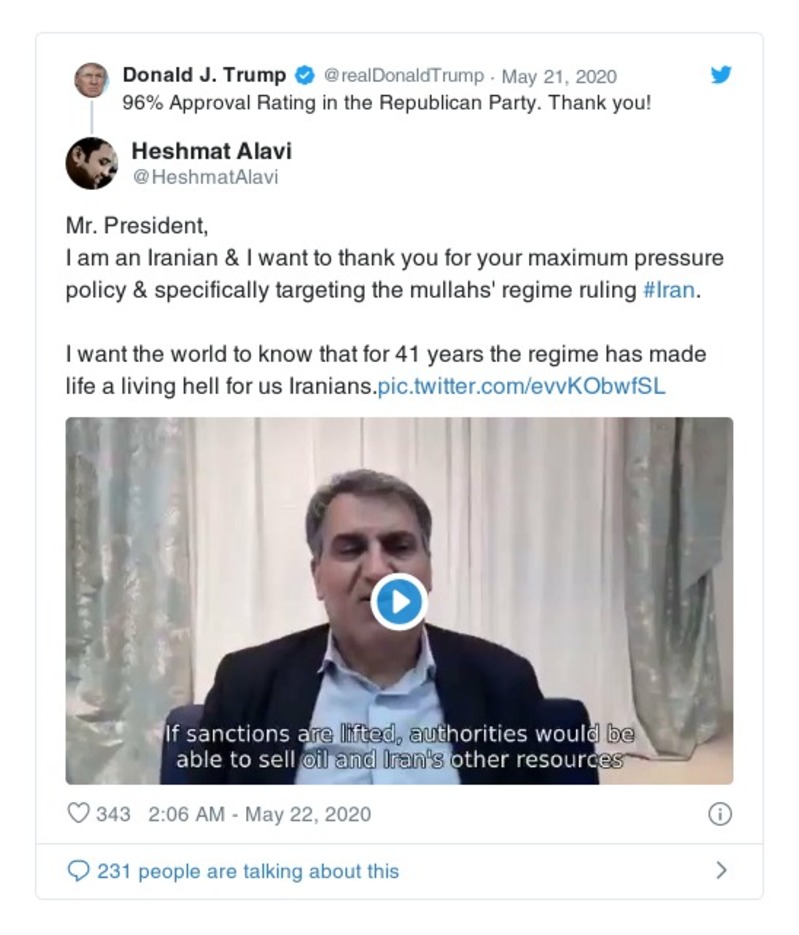 Donald J. Trump @realDonaldTrump · May 21, 2020
96% Approval Rating in the Republican Party. Thank you!
Heshmat Alavi
@HeshmatAlavi
Mr. President,
I am an Iranian & I want to thank you for your maximum pressure
policy & specifically targeting the mullahs' regime ruling #Iran.
I want the world to know that for 41 years the regime has made
life a living hell for us Iranians.pic.twitter.com/evvKObwfSL
If sanctions are lifted, authorities would be
able to sell oil and Iran's other resources
343 2:06 AM - May 22, 2020
231 people are talking about this